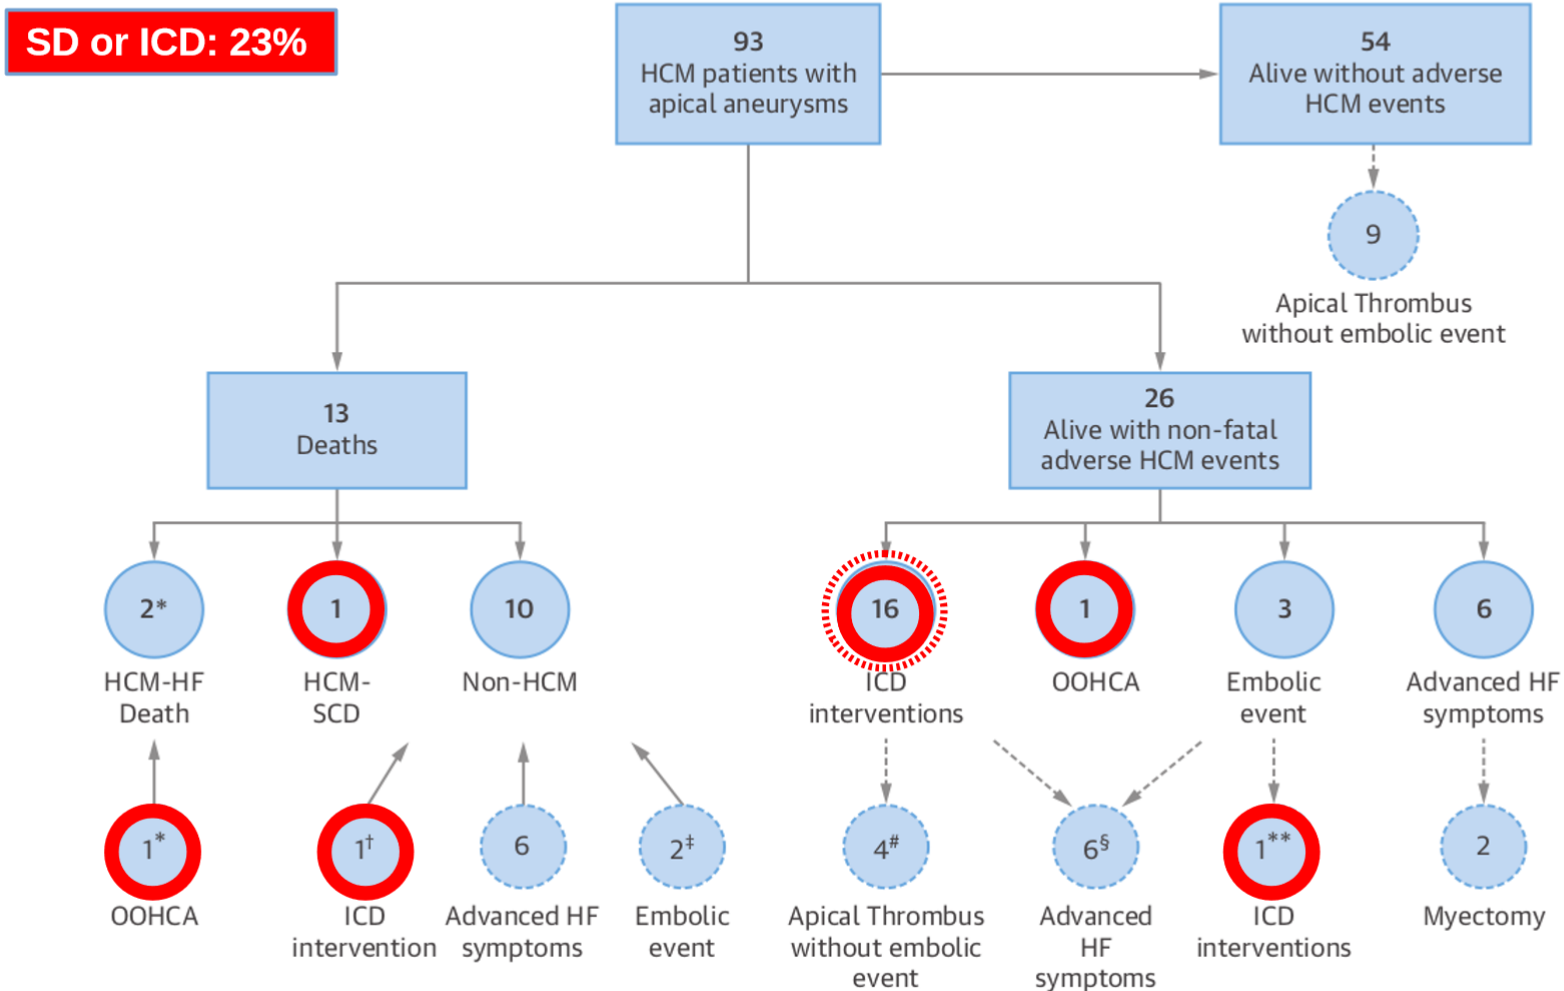 SD or ICD: 23%
93
HCM patients with
apical aneurysms
54
Alive without adverse
HCM events
9
Apical Thrombus
without embolic event
13
Deaths
26
Alive with non-fatal
adverse HCM events
2*
HCM-HF
Death
1
HCM-
SCD
10
Non-HCM
16
ICD
interventions
1
OOHCA
3
Embolic
event
6
Advanced HF
symptoms
1*
OOHCA
1†
ICD
intervention
6
Advanced HF
symptoms
2‡
Embolic
event
4#
Apical Thrombus
without embolic
event
6§
Advanced
HF
symptoms
1**
ICD
interventions
2
Myectomy